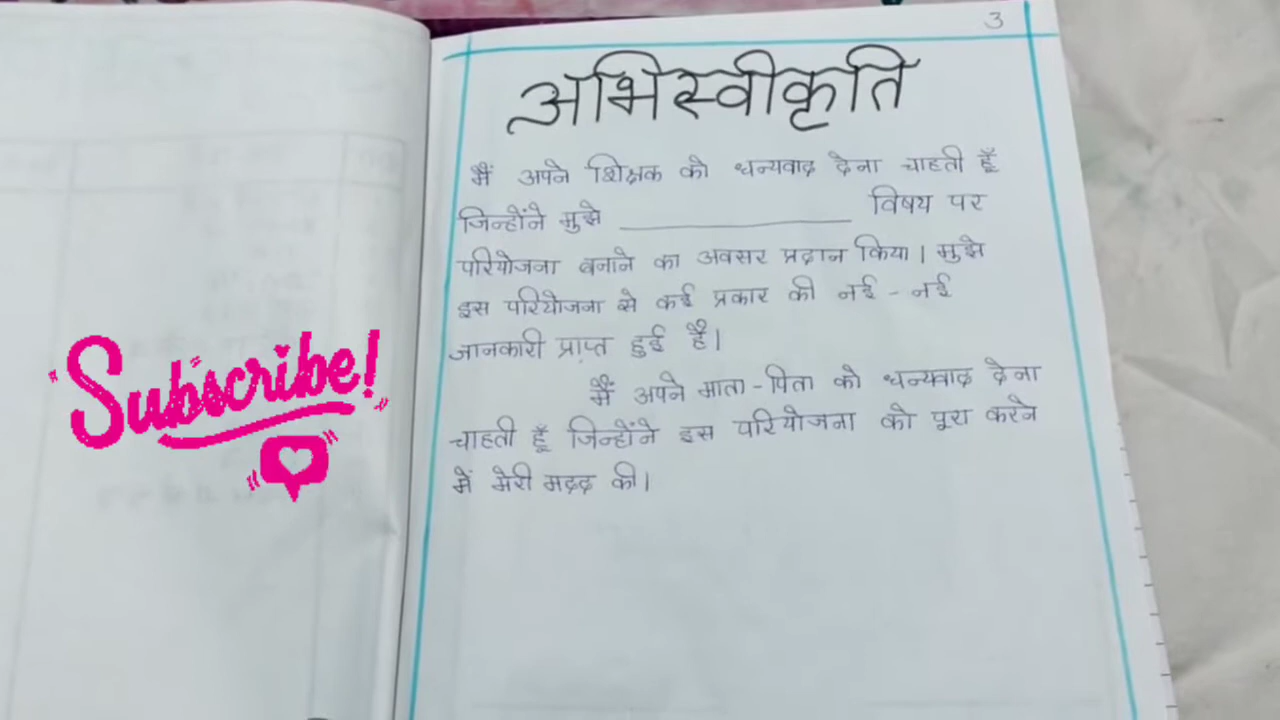 3
अभिस्वीकृति
मैं अपने शिक्षक को धन्यवाद देना चाहती हूँ
जिन्होंने मुझे ____________ विषय पर
परियोजना बनाने का अवसर प्रदान किया। मुझे
इस परियोजना से कई प्रकार की नई - नई
जानकारी प्राप्त हुई है।
मैं अपने माता - पिता को धन्यवाद देना
चाहती हूँ जिन्होंने इस परियोजना को पूरा करने
में मेरी मदद की।
Subscribe!